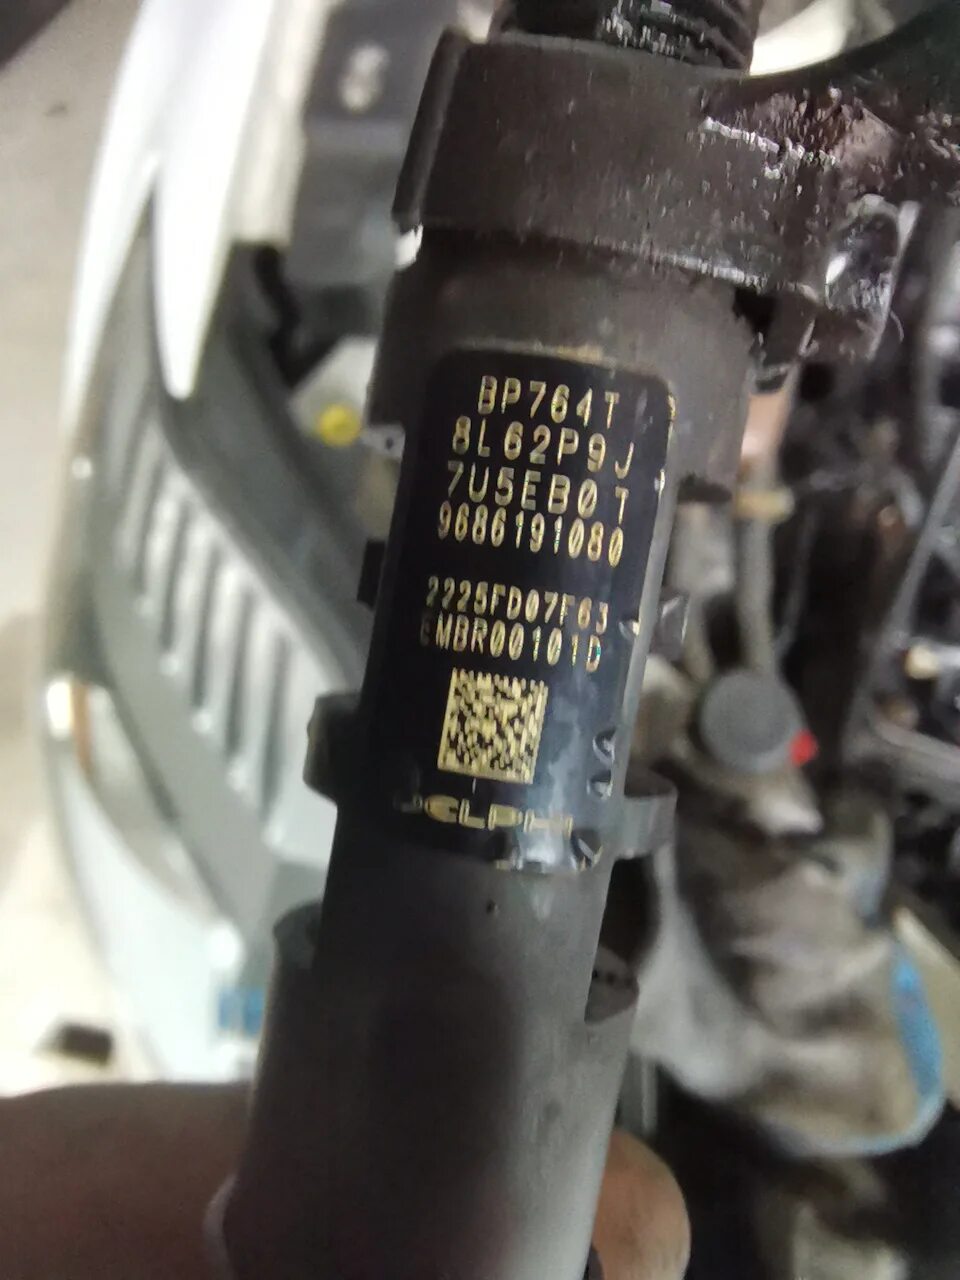 BP764T
8L62P9J
7U5EB0T
9686191080
2225FD07F63
EMBR00101D
DELPHI